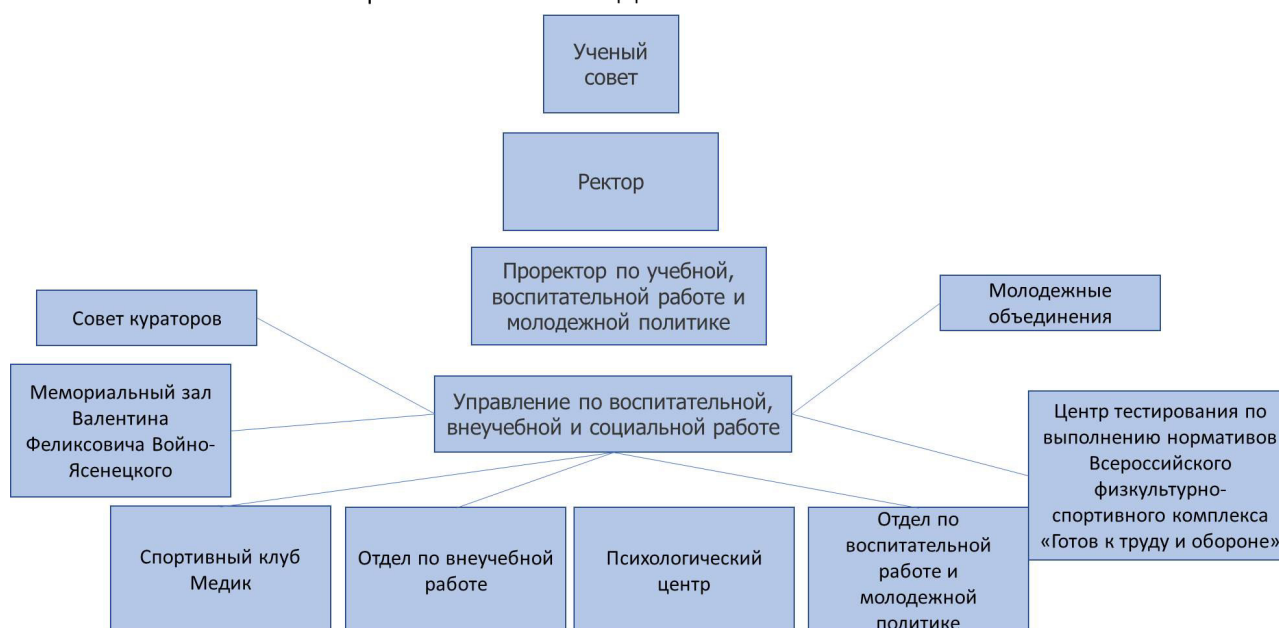 Ученый
совет
Ректор
Проректор по учебной,
воспитательной работе и
молодежной политике
Совет кураторов
Молодежные
объединения
Мемориальный зал
Валентина
Феликсовича Войно-
Ясенецкого
Управление по воспитательной,
внеучебной и социальной работе
Центр тестирования по
выполнению нормативов
Всероссийского
физкультурно-
спортивного комплекса
«Готов к труду и обороне»
Спортивный клуб
Медик
Отдел по внеучебной
работе
Психологический
центр
Отдел по
воспитательной
работе и
молодежной
политике